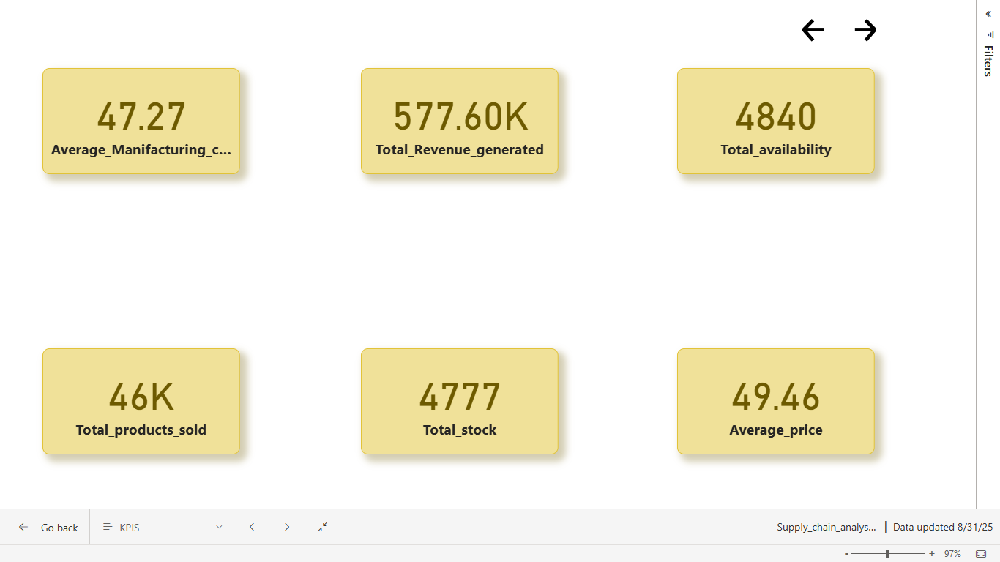 Filters
47.27
Average_Manifacturing_c...
577.60K
Total_Revenue_generated
4840
Total_availability
46K
Total_products_sold
4777
Total_stock
49.46
Average_price
Go back
KPIS
Supply_chain_analys...
Data updated 8/31/25
- + 97%